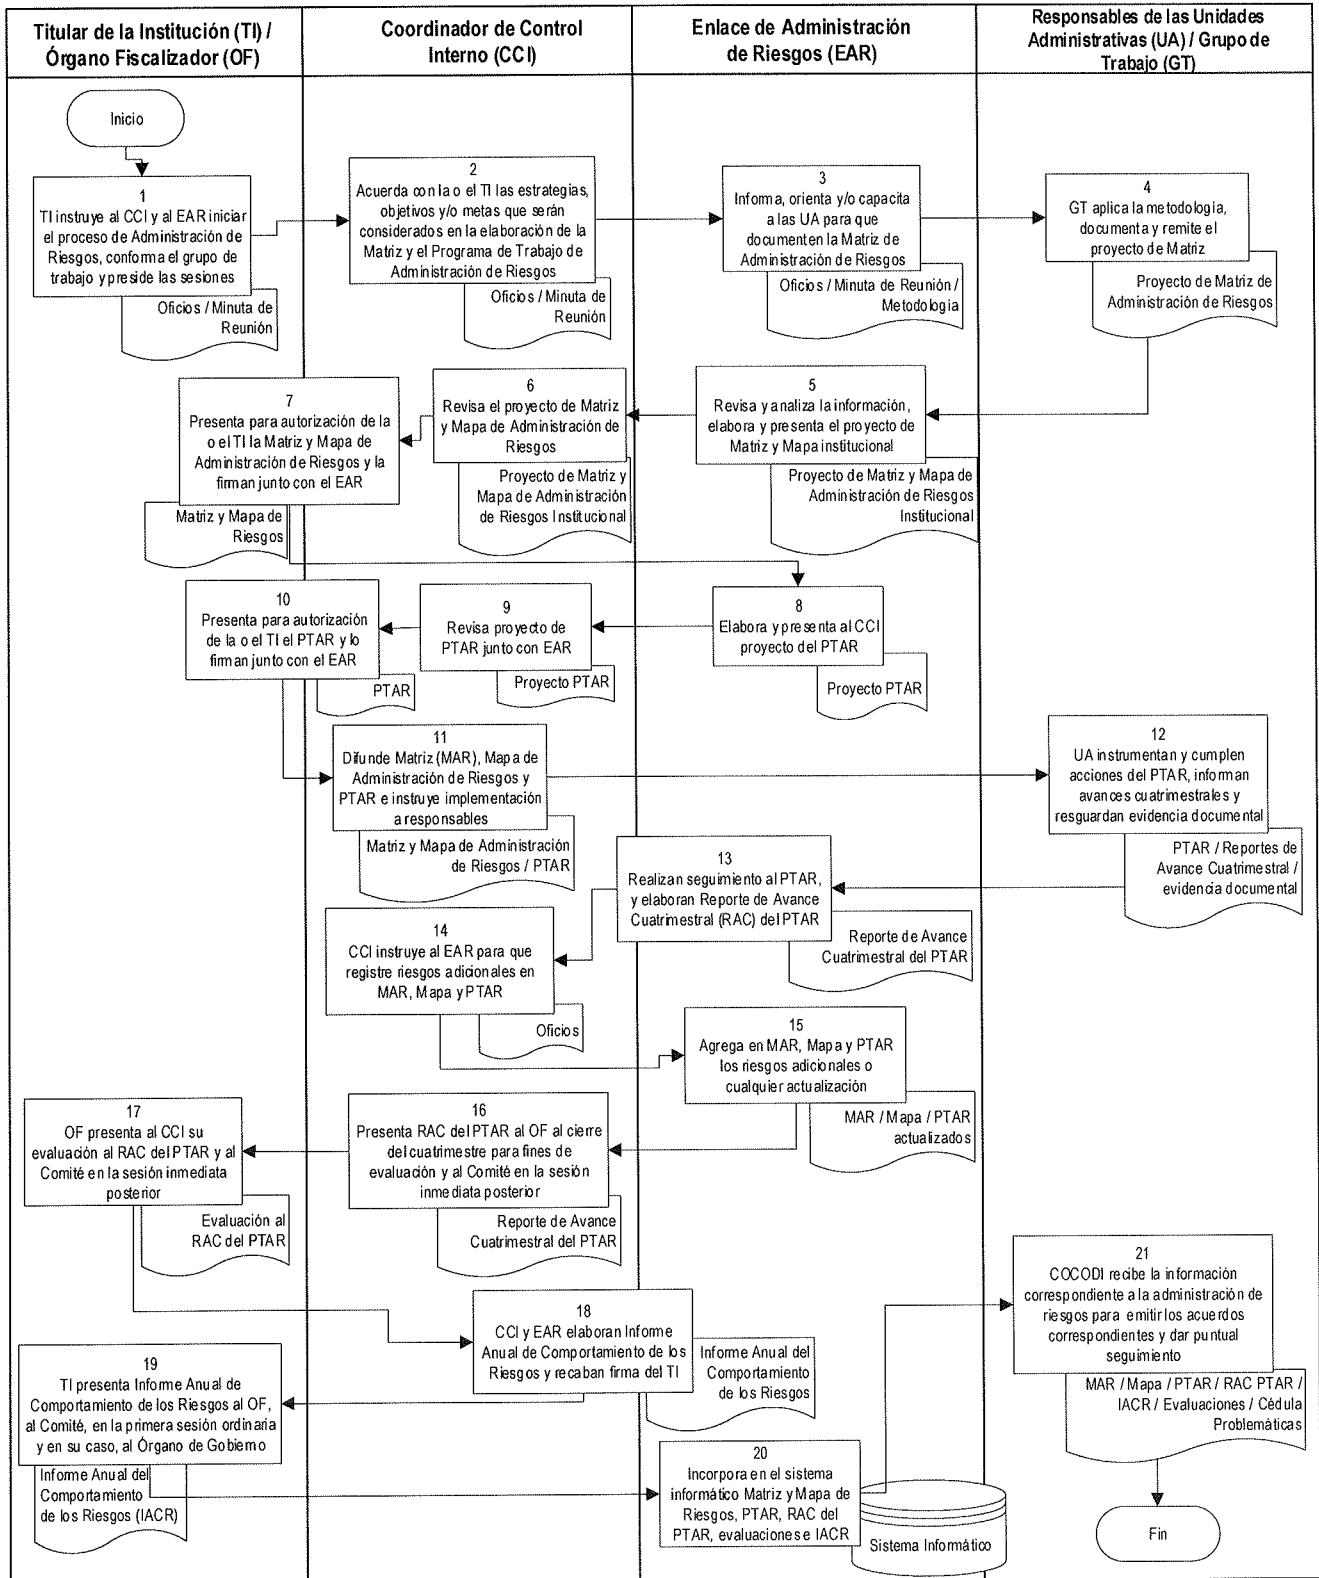 Titular de la Institución (TI) /
Órgano Fiscalizador (OF)
Coordinador de Control
Interno (CCI)
Enlace de Administración
de Riesgos (EAR)
Responsables de las Unidades
Administrativas (UA) / Grupo de
Trabajo (GT)
Inicio
1
TI instruye al CCI y al EAR iniciar
el proceso de Administración de
Riesgos, conforma el grupo de
trabajo y preside las sesiones
Oficios / Minuta de
Reunión
2
Acuerda con la o el TI las estrategias,
objetivos y/o metas que serán
considerados en la elaboración de la
Matriz y el Programa de Trabajo de
Administración de Riesgos
Oficios / Minuta de
Reunión
3
Informa, orienta y/o capacita
a las UA para que
documenten la Matriz de
Administración de Riesgos
Oficios / Minuta de Reunión /
Metodología
4
GT aplica la metodología,
documenta y remite el
proyecto de Matriz
Proyecto de Matriz de
Administración de Riesgos
5
Revisa y analiza la información,
elabora y presenta el proyecto de
Matriz y Mapa institucional
Proyecto de Matriz y Mapa de
Administración de Riesgos
Institucional
6
Revisa el proyecto de Matriz
y Mapa de Administración de
Riesgos
Proyecto de Matriz y
Mapa de Administración
de Riesgos Institucional
7
Presenta para autorización de la
o el TI la Matriz y Mapa de
Administración de Riesgos y la
firman junto con el EAR
Matriz y Mapa de
Riesgos
8
Elabora y presenta al CCI
proyecto del PTAR
Proyecto PTAR
9
Revisa proyecto de
PTAR junto con EAR
Proyecto PTAR
10
Presenta para autorización
de la o el TI el PTAR y lo
firman junto con el EAR
PTAR
11
Difunde Matriz (MAR), Mapa de
Administración de Riesgos y
PTAR e instruye implementación
a responsables
Matriz y Mapa de Administración
de Riesgos / PTAR
12
UA instrumentan y cumplen
acciones del PTAR, informan
avances cuatrimestrales y
resguardan evidencia documental
PTAR / Reportes de
Avance Cuatrimestral /
evidencia documental
13
Realizan seguimiento al PTAR,
y elaboran Reporte de Avance
Cuatrimestral (RAC) del PTAR
Reporte de Avance
Cuatrimestral del PTAR
14
CCI instruye al EAR para que
registre riesgos adicionales en
MAR, Mapa y PTAR
Oficios
15
Agrega en MAR, Mapa y PTAR
los riesgos adicionales o
cualquier actualización
MAR / Mapa / PTAR
actualizados
16
Presenta RAC del PTAR al OF al cierre
del cuatrimestre para fines de
evaluación y al Comité en la sesión
inmediata posterior
Reporte de Avance
Cuatrimestral del PTAR
17
OF presenta al CCI su
evaluación al RAC del PTAR y al
Comité en la sesión inmediata
posterior
Evaluación al
RAC del PTAR
18
CCI y EAR elaboran Informe
Anual de Comportamiento de los
Riesgos y recaban firma del TI
Informe Anual del
Comportamiento
de los Riesgos
19
TI presenta Informe Anual de
Comportamiento de los Riesgos al OF,
al Comité, en la primera sesión ordinaria
y en su caso, al Órgano de Gobierno
Informe Anual del
Comportamiento
de los Riesgos (IACR)
20
Incorpora en el sistema
informático Matriz y Mapa de
Riesgos, PTAR, RAC del
PTAR, evaluaciones e IACR
Sistema Informático
21
COCODI recibe la información
correspondiente a la administración de
riesgos para emitir los acuerdos
correspondientes y dar puntual
seguimiento
MAR / Mapa / PTAR / RAC PTAR /
IACR / Evaluaciones / Cédula
Problemáticas
Fin